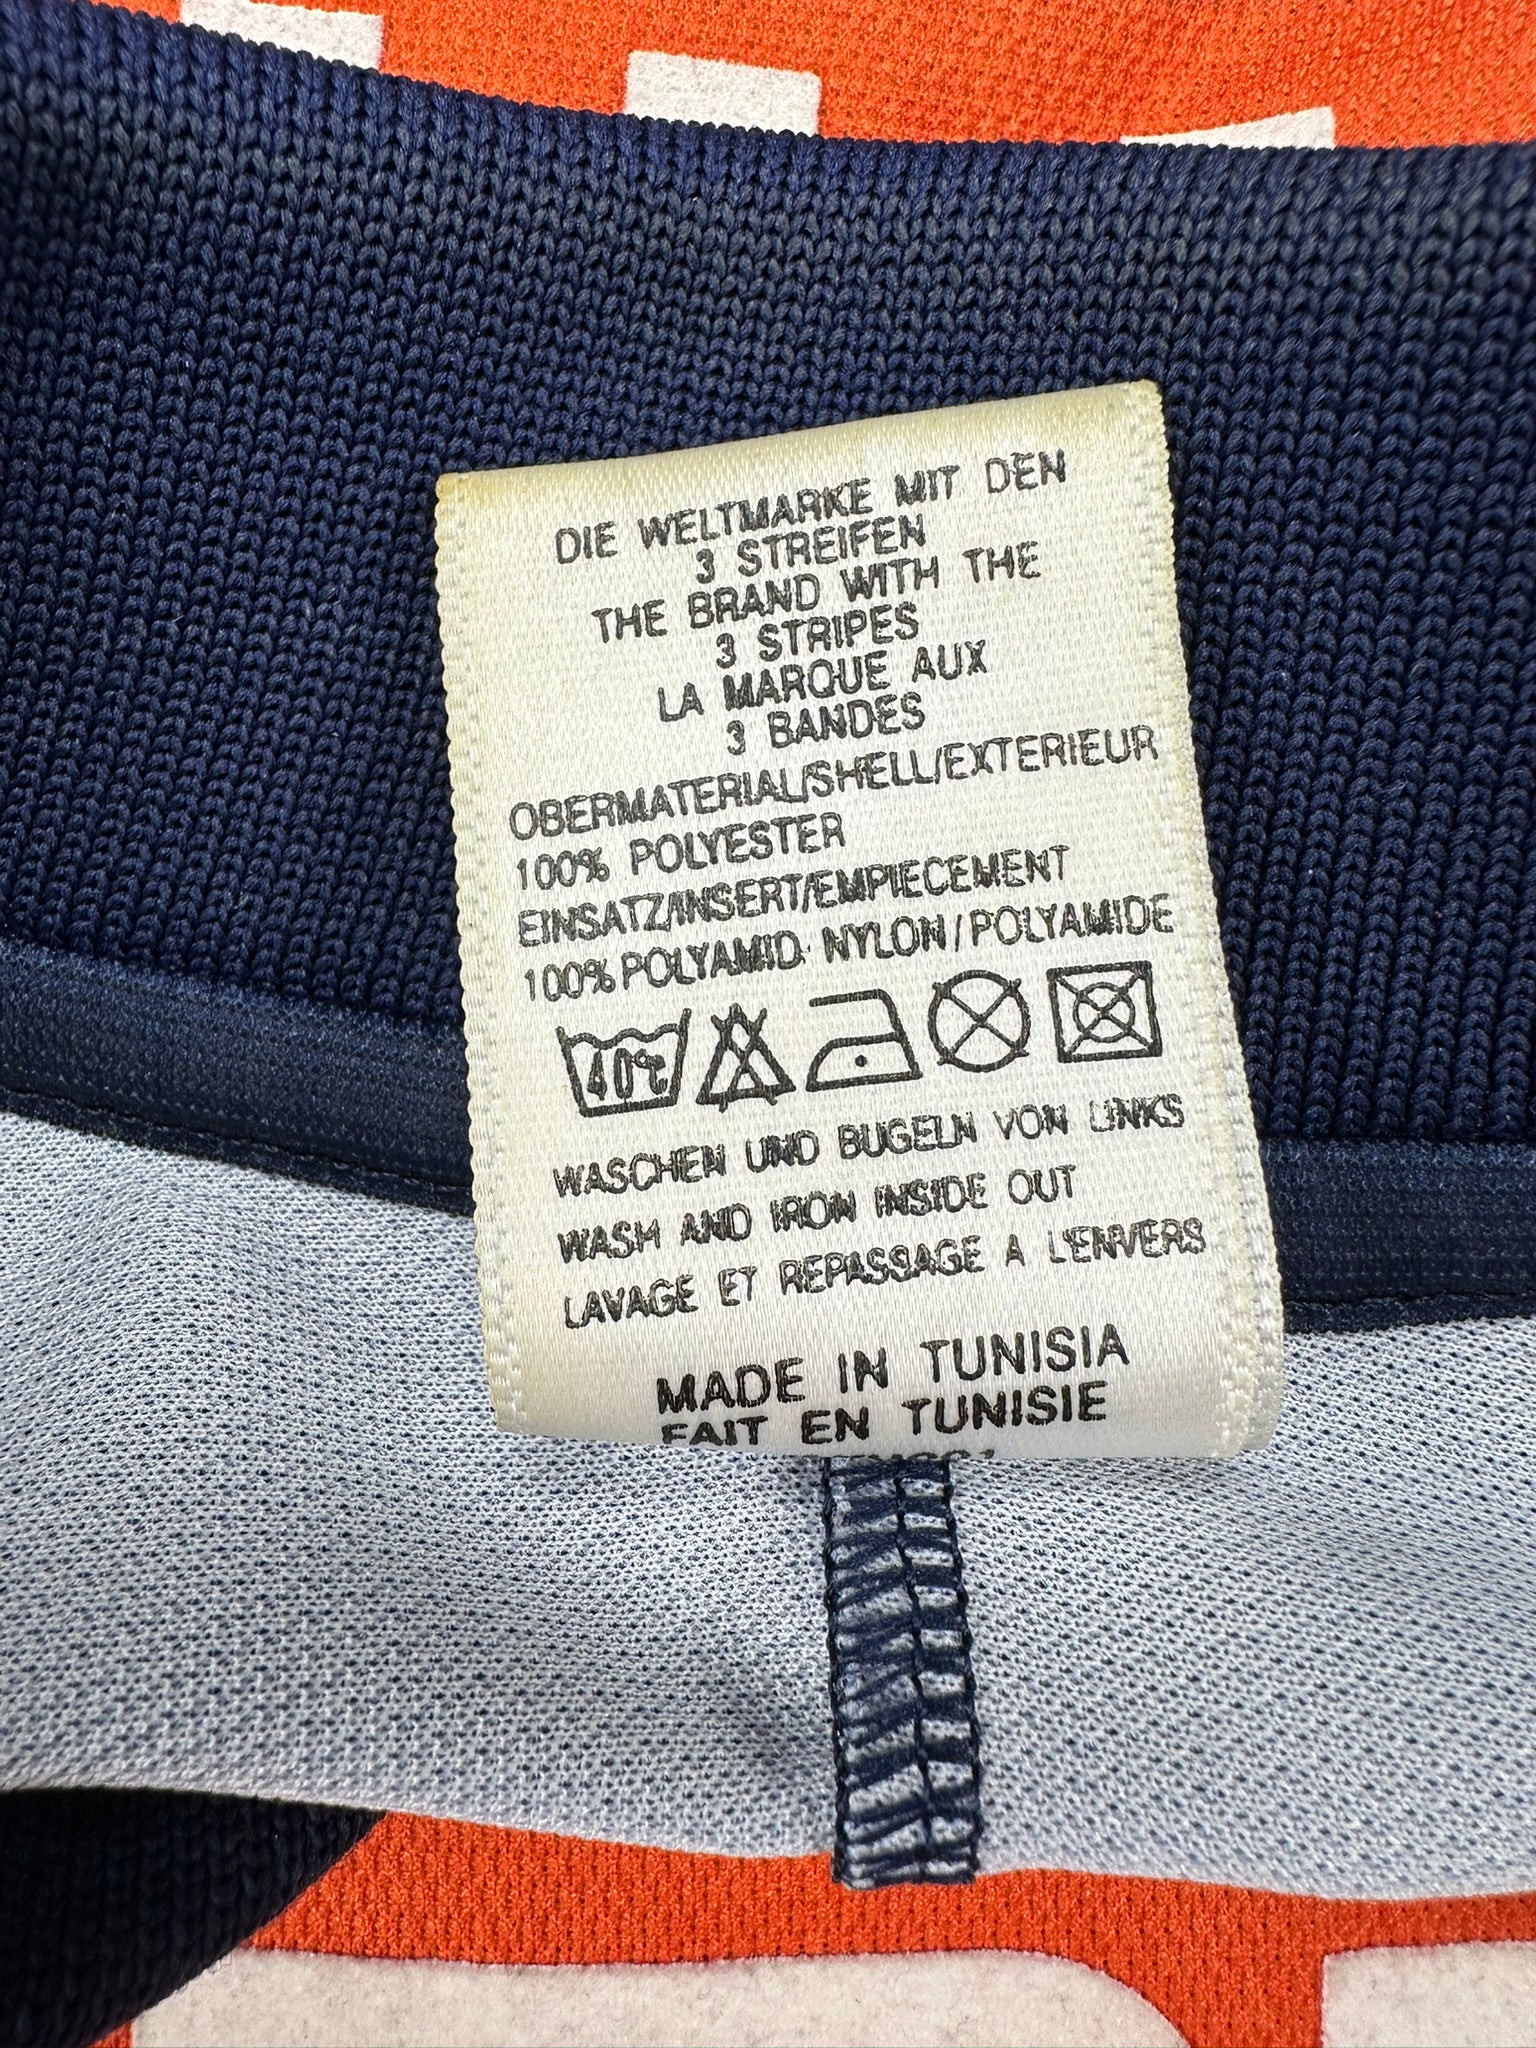 DIE WELTMARKE MIT DEN
3 STREIFEN
THE BRAND WITH THE
3 STRIPES
LA MARQUE AUX
3 BANDES
OBERMATERIAL/SHELL/EXTERIEUR
100% POLYESTER
EINSATZ/INSERT/EMPIECEMENT
100% POLYAMID· NYLON/POLYAMIDE
40°C
WASCHEN UND BUGELN VON LINKS
WASH AND IRON INSIDE OUT
LAVAGE ET REPASSAGE A L'ENVERS
MADE IN TUNISIA
FAIT EN TUNISIE